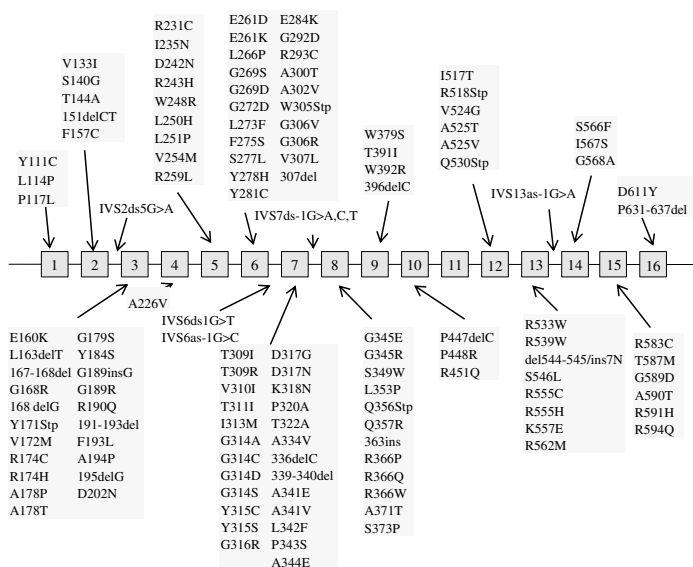 V133I
S140G
T144A
151delCT
F157C
R231C
I235N
D242N
R243H
W248R
L250H
L251P
V254M
R259L
E261D E284K
E261K G292D
L266P R293C
G269S A300T
G269D A302V
G272D W305Stp
L273F G306V
F275S G306R
S277L V307L
Y278H 307del
Y281C
W379S
T391I
W392R
396delC
I517T
R518Stp
V524G
A525T
A525V
Q530Stp
S566F
I567S
G568A
D611Y
P631-637del
Y111C
L114P
P117L
IVS2ds5G>A
IVS7ds-1G>A,C,T
IVS13as-1G>A
1 2 3 4 5 6 7 8 9 10 11 12 13 14 15 16
A226V
IVS6ds1G>T
IVS6as-1G>C
E160K G179S
L163delT Y184S
167-168del G189insG
G168R G189R
168 delG R190Q
Y171Stp 191-193del
V172M F193L
R174C A194P
R174H 195delG
A178P D202N
A178T
T309I D317G
T309R D317N
V310I K318N
T311I P320A
I313M T322A
G314A A334V
G314C 336delC
G314D 339-340del
G314S A341E
Y315C A341V
Y315S L342F
G316R P343S
A344E
G345E
G345R
S349W
L353P
Q356Stp
Q357R
363ins
R366P
R366Q
R366W
A371T
S373P
P447delC
P448R
R451Q
R533W
R539W
del544-545/ins7N
S546L
R555C
R555H
K557E
R562M
R583C
T587M
G589D
A590T
R591H
R594Q